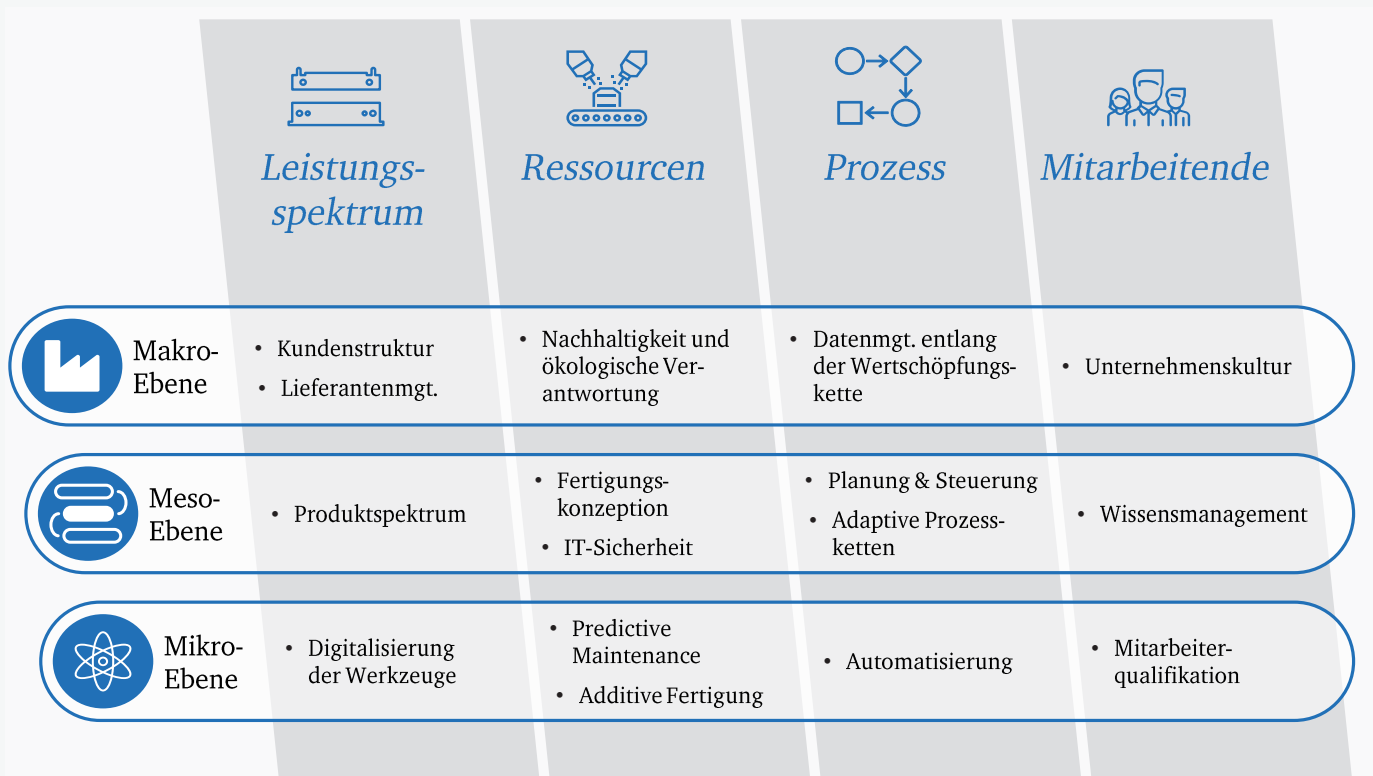 Leistungs-
spektrum
Ressourcen
Prozess
Mitarbeitende
Makro-
Ebene
• Kundenstruktur
• Lieferantenmgt.
• Nachhaltigkeit und
ökologische Ver-
antwortung
• Datenmgt. entlang
der Wertschöpfungs-
kette
• Unternehmenskultur
Meso-
Ebene
• Produktspektrum
• Fertigungs-
konzeption
• IT-Sicherheit
• Planung & Steuerung
• Adaptive Prozess-
ketten
• Wissensmanagement
Mikro-
Ebene
• Digitalisierung
der Werkzeuge
• Predictive
Maintenance
• Additive Fertigung
• Automatisierung
• Mitarbeiter-
qualifikation